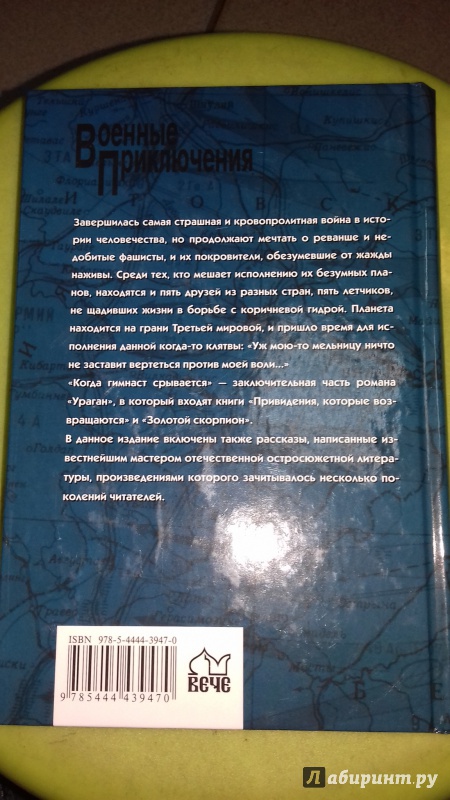 Военные
Приключения
Завершилась самая страшная и кровопролитная война в исто-
рии человечества, но продолжают мечтать о реванше и не-
добитые фашисты, и их покровители, обезумевшие от жажды
наживы. Среди тех, кто мешает исполнению их безумных пла-
нов, находятся и пять друзей из разных стран, пять летчиков,
не щадивших жизни в борьбе с коричневой гидрой. Планета
находится на грани Третьей мировой, и пришло время для ис-
полнения данной когда-то клятвы: «Уж мою-то мельницу ничто
не заставит вертеться против моей воли...»
«Когда гимнаст срывается» — заключительная часть романа
«Ураган», в который входят книги «Привидения, которые воз-
вращаются» и «Золотой скорпион».
В данное издание включены также рассказы, написанные из-
вестнейшим мастером отечественной остросюжетной литера-
туры, произведениями которого зачитывалось несколько по-
колений читателей.
ISBN 978-5-4444-3947-0
9 785444 439470
ВЕЧЕ
Лабиринт.ру